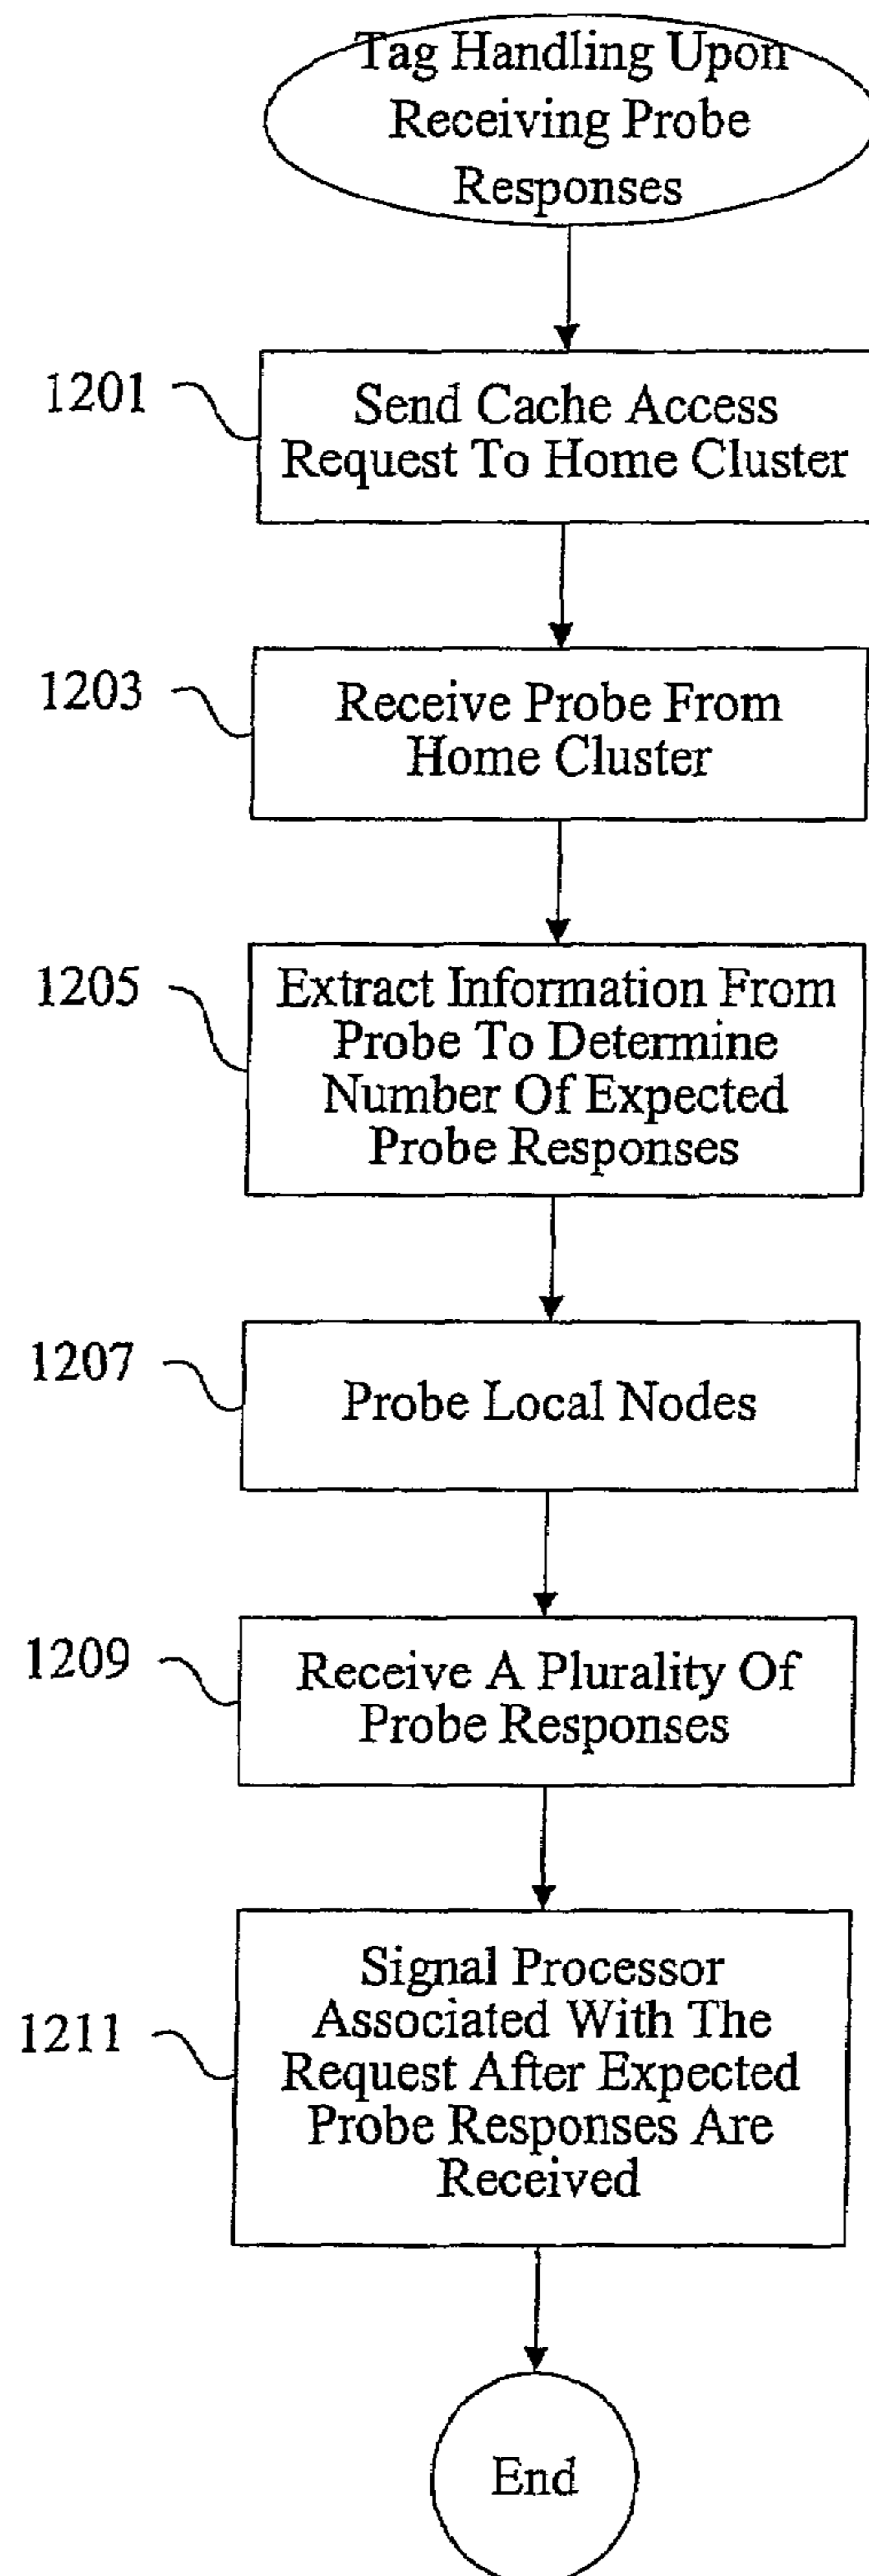 Tag Handling Upon
Receiving Probe
Responses
1201
Send Cache Access
Request To Home Cluster
1203
Receive Probe From
Home Cluster
1205
Extract Information From
Probe To Determine
Number Of Expected
Probe Responses
1207
Probe Local Nodes
1209
Receive A Plurality Of
Probe Responses
1211
Signal Processor
Associated With The
Request After Expected
Probe Responses Are
Received
End